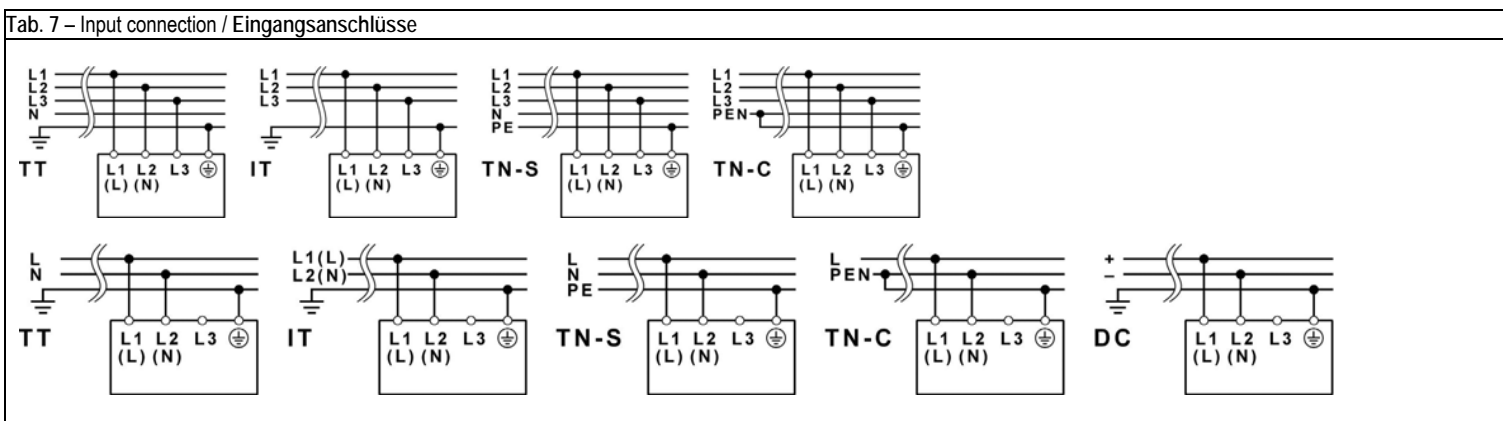 Tab. 7 – Input connection / Eingangsanschlüsse
L1
L2
L3
N
TT
L1 L2 L3
(L) (N)
L1
L2
L3
IT
L1 L2 L3
(L) (N)
L1
L2
L3
N
PE
TN-S
L1 L2 L3
(L) (N)
L1
L2
L3
PEN
TN-C
L1 L2 L3
(L) (N)
L
N
TT
L1 L2 L3
(L) (N)
L1(L)
L2(N)
IT
L1 L2 L3
(L) (N)
L
N
PE
TN-S
L1 L2 L3
(L) (N)
L
PEN
TN-C
L1 L2 L3
(L) (N)
+
–
DC
L1 L2 L3
(L) (N)